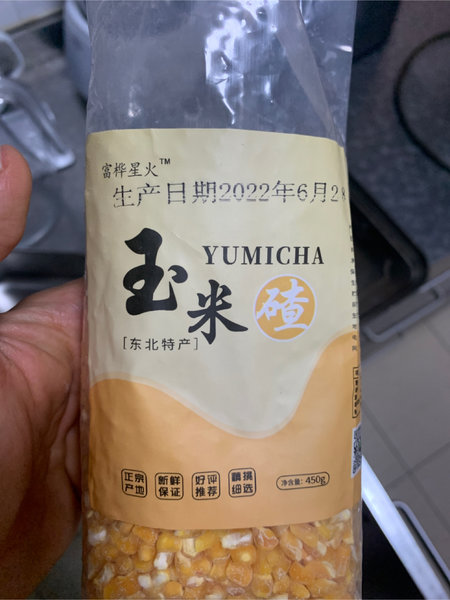 富桦星火™
生产日期2022年6月2
YUMICHA
玉米碴
[东北特产]
正宗产地
新鲜保证
好评推荐
精挑细选
净含量：450g